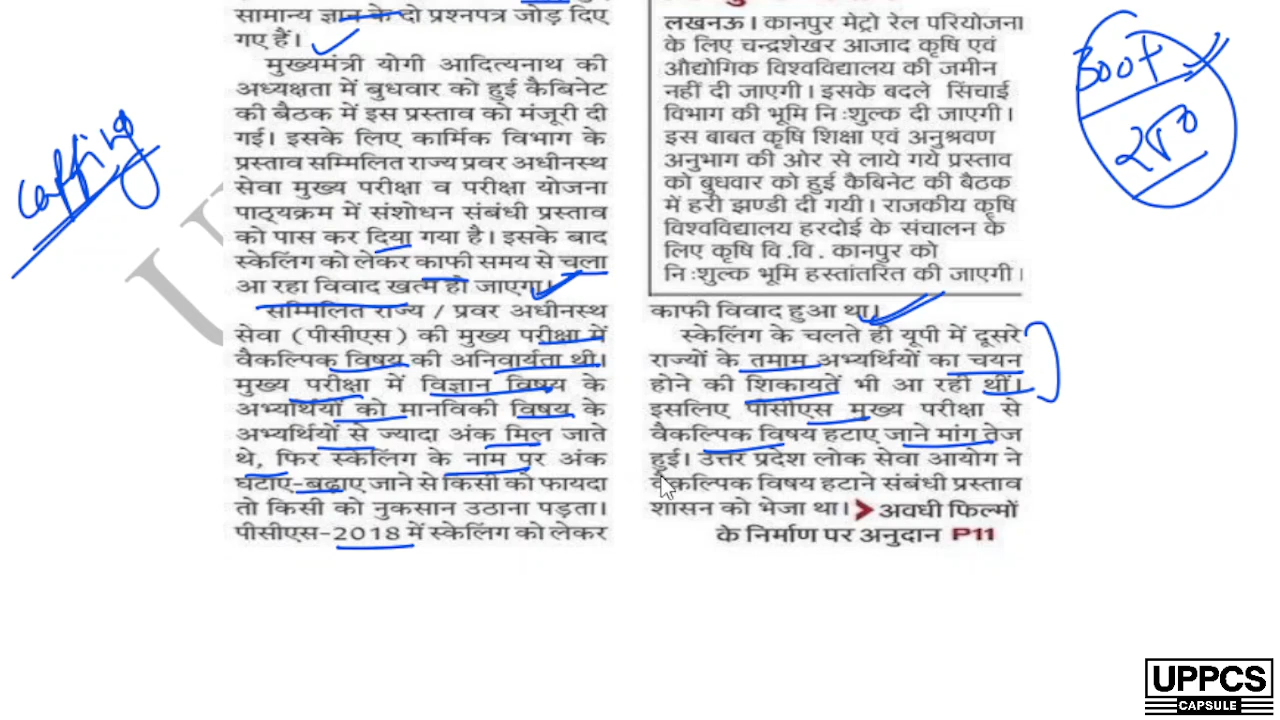 सामान्य ज्ञान के दो प्रश्नपत्र जोड़ दिए
गए हैं।
मुख्यमंत्री योगी आदित्यनाथ की
अध्यक्षता में बुधवार को हुई कैबिनेट
की बैठक में इस प्रस्ताव को मंजूरी दी
गई। इसके लिए कार्मिक विभाग के
प्रस्ताव सम्मिलित राज्य प्रवर अधीनस्थ
सेवा मुख्य परीक्षा व परीक्षा योजना
पाठ्यक्रम में संशोधन संबंधी प्रस्ताव
को पास कर दिया गया है। इसके बाद
स्केलिंग को लेकर काफी समय से चला
आ रहा विवाद खत्म हो जाएगा।
सम्मिलित राज्य / प्रवर अधीनस्थ
सेवा (पीसीएस) की मुख्य परीक्षा में
वैकल्पिक विषय की अनिवार्यता थी।
मुख्य परीक्षा में विज्ञान विषय के
अभ्यर्थियों को मानविकी विषय के
अभ्यर्थियों से ज्यादा अंक मिल जाते
थे, फिर स्केलिंग के नाम पर अंक
घटाए-बढ़ाए जाने से किसी को फायदा
तो किसी को नुकसान उठाना पड़ता।
पीसीएस-2018 में स्केलिंग को लेकर
लखनऊ। कानपुर मेट्रो रेल परियोजना
के लिए चन्द्रशेखर आजाद कृषि एवं
औद्योगिक विश्वविद्यालय की जमीन
नहीं दी जाएगी। इसके बदले सिंचाई
विभाग की भूमि नि:शुल्क दी जाएगी।
इस बाबत कृषि शिक्षा एवं अनुश्रवण
अनुभाग की ओर से लाये गये प्रस्ताव
को बुधवार को हुई कैबिनेट की बैठक
में हरी झण्डी दी गयी। राजकीय कृषि
विश्वविद्यालय हरदोई के संचालन के
लिए कृषि वि.वि. कानपुर को
नि:शुल्क भूमि हस्तांतरित की जाएगी।
काफी विवाद हुआ था।
स्केलिंग के चलते ही यूपी में दूसरे
राज्यों के तमाम अभ्यर्थियों का चयन
होने की शिकायतें भी आ रही थीं।
इसलिए पीसीएस मुख्य परीक्षा से
वैकल्पिक विषय हटाए जाने मांग तेज
हुई। उत्तर प्रदेश लोक सेवा आयोग ने
वैकल्पिक विषय हटाने संबंधी प्रस्ताव
शासन को भेजा था। अवधी फिल्मों
के निर्माण पर अनुदान P11
UPPCS
CAPSULE